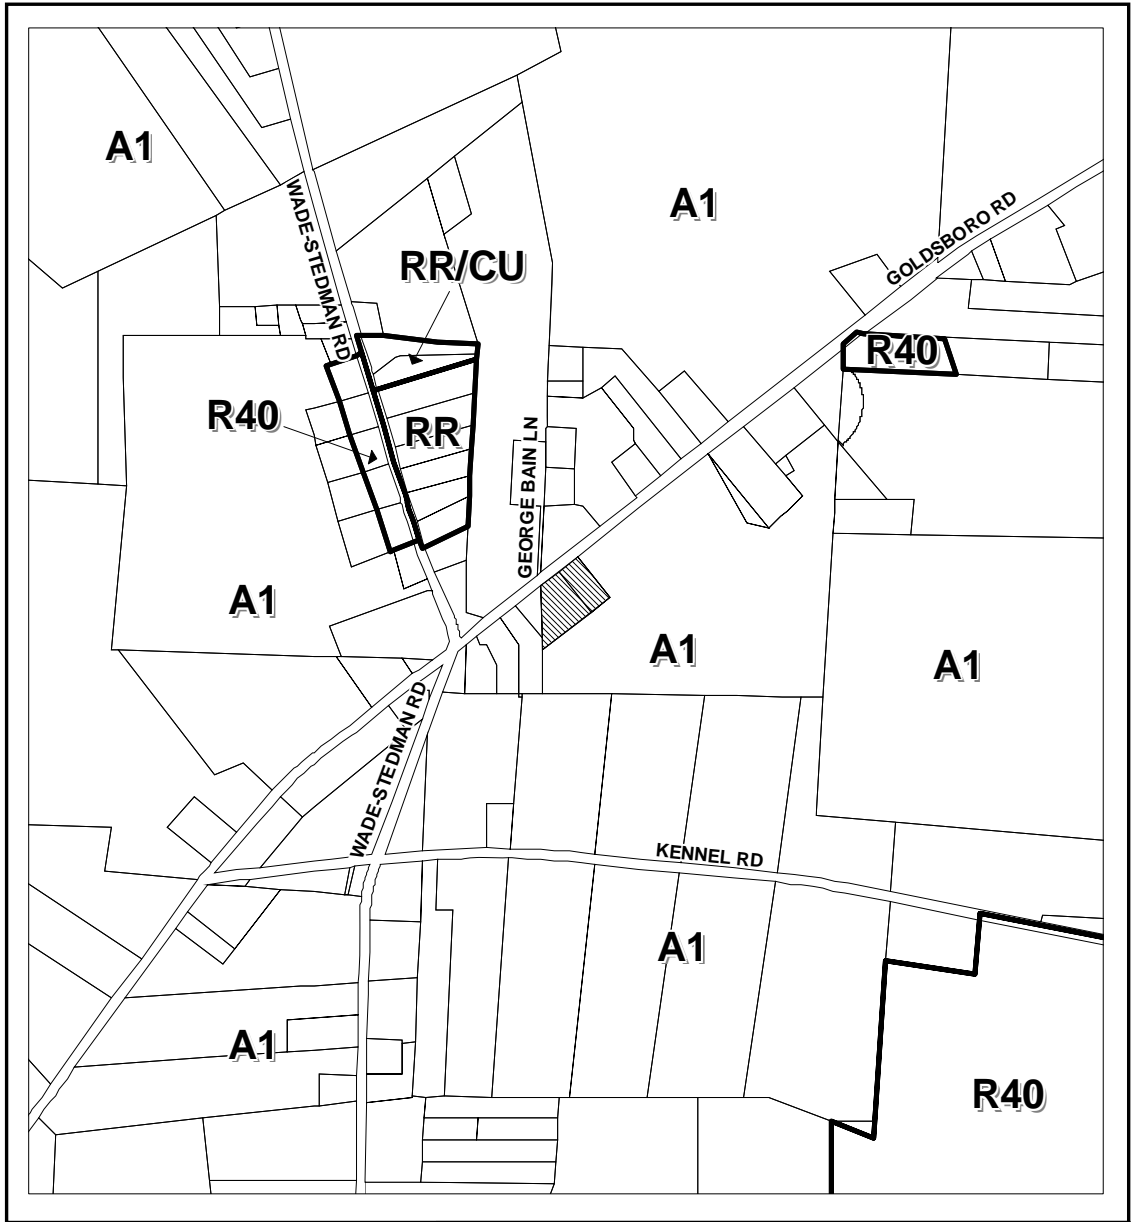 A1
A1
WADE-STEDMAN RD
GOLDSBORO RD
RR/CU
R40
R40
RR
GEORGE BAIN LN
A1
A1
A1
WADE-STEDMAN RD
KENNEL RD
A1
A1
R40